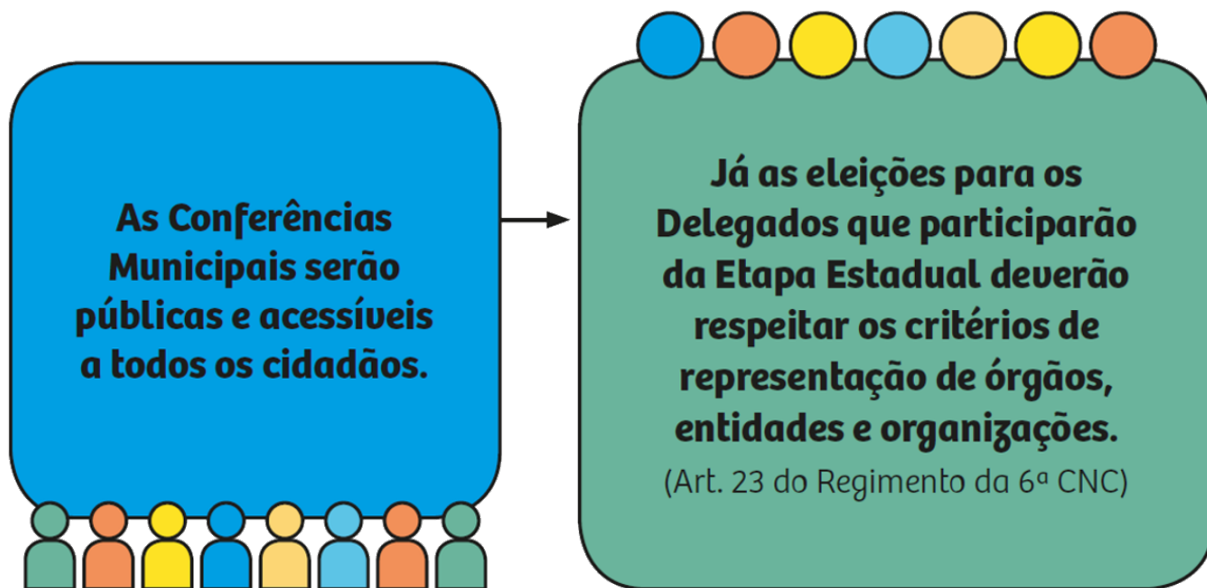 As Conferências
Municipais serão
públicas e acessíveis
a todos os cidadãos.
Já as eleições para os
Delegados que participarão
da Etapa Estadual deverão
respeitar os critérios de
representação de órgãos,
entidades e organizações.
(Art. 23 do Regimento da 6ª CNC)